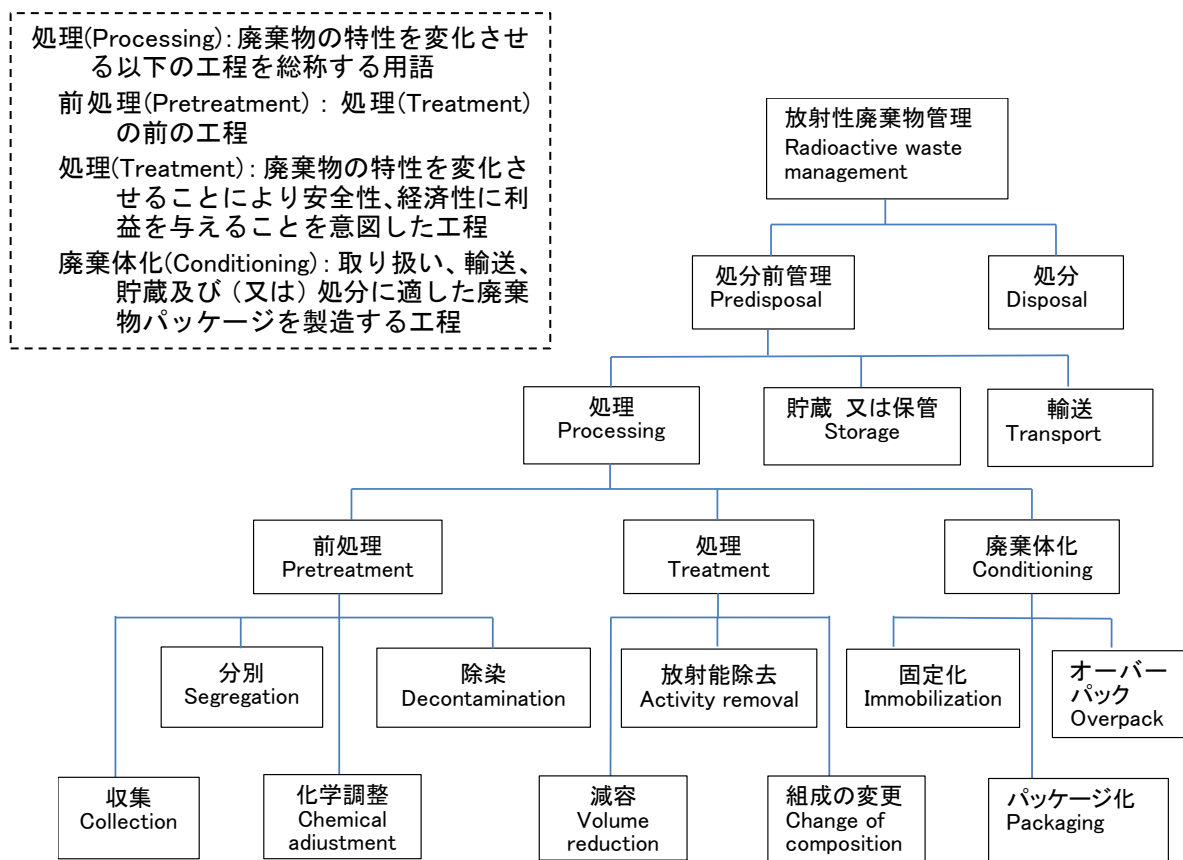 処理(Processing)：廃棄物の特性を変化させ
る以下の工程を総称する用語
前処理(Pretreatment)： 処理(Treatment)
の前の工程
処理(Treatment)：廃棄物の特性を変化さ
せることにより安全性、経済性に利
益を与えることを意図した工程
廃棄体化(Conditioning)：取り扱い、輸送、
貯蔵及び（又は）処分に適した廃棄
物パッケージを製造する工程
放射性廃棄物管理
Radioactive waste
management
処分前管理
Predisposal
処分
Disposal
処理
Processing
貯蔵 又は保管
Storage
輸送
Transport
前処理
Pretreatment
処理
Treatment
廃棄体化
Conditioning
分別
Segregation
除染
Decontamination
放射能除去
Activity removal
固定化
Immobilization
オーバー
パック
Overpack
収集
Collection
化学調整
Chemical
adiustment
減容
Volume
reduction
組成の変更
Change of
composition
パッケージ化
Packaging